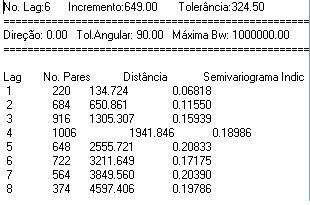 No. Lag:6 Incremento:649.00 Tolerância:324.50
==================================================
Direção: 0.00 Tol.Angular: 90.00 Máxima Bw: 1000000.00
==================================================
Lag No. Pares Distância Semivariograma Indic
1 220 134.724 0.06818
2 684 650.861 0.11550
3 916 1305.307 0.15939
4 1006 1941.846 0.18986
5 648 2555.721 0.20833
6 722 3211.649 0.17175
7 564 3849.560 0.20390
8 374 4597.406 0.19786